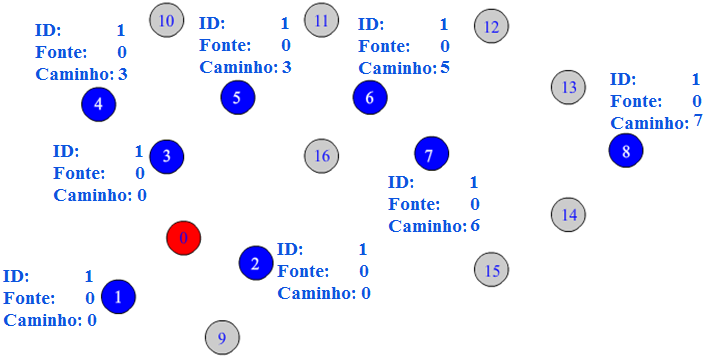 10
ID: 1
Fonte: 0
Caminho: 3
ID: 1
Fonte: 0
Caminho: 3
11
ID: 1
Fonte: 0
Caminho: 5
12
13
ID: 1
Fonte: 0
Caminho: 7
4
5
6
8
ID: 1
Fonte: 0
Caminho: 0
3
16
7
ID: 1
Fonte: 0
Caminho: 6
14
0
ID: 1
Fonte: 0
Caminho: 0
2
15
ID: 1
Fonte: 0
Caminho: 0
1
9